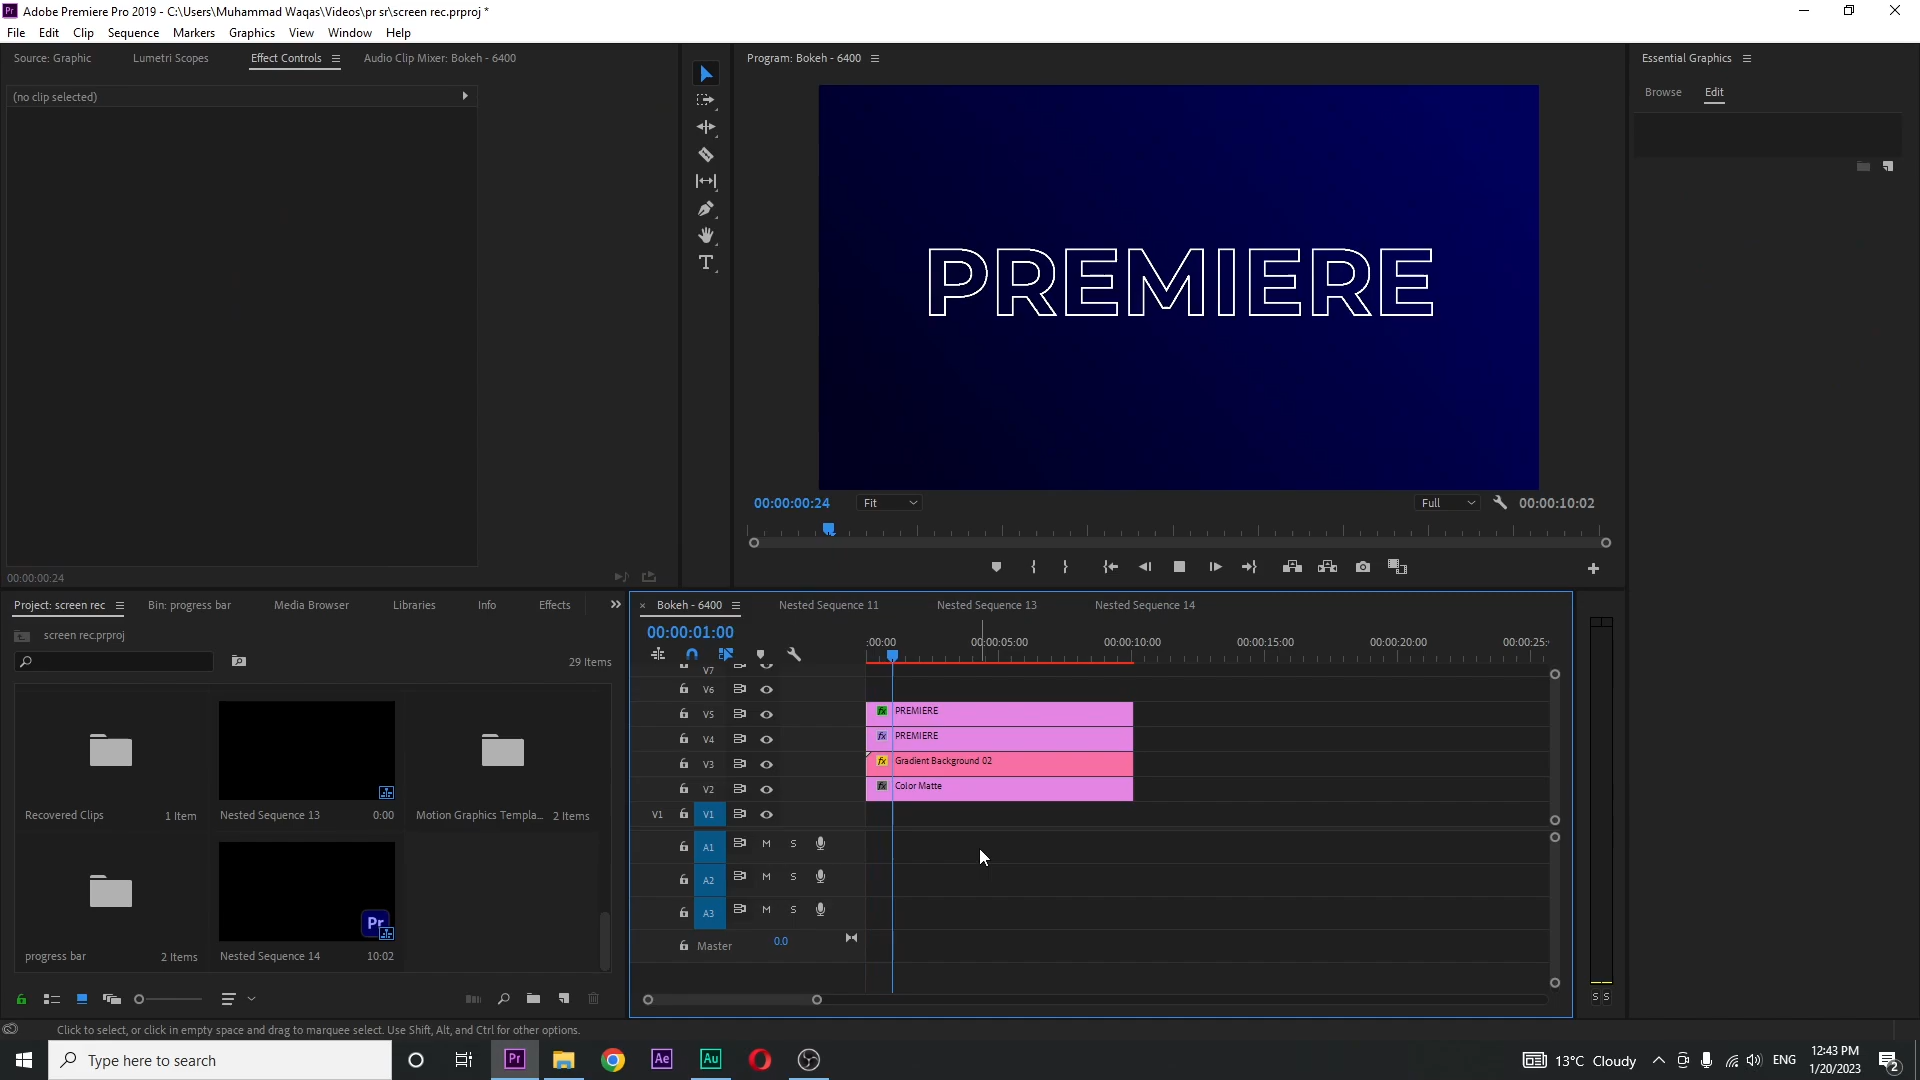 Adobe Premiere Pro 2019 - C:\Users\Muhammad Waqas\Videos\pr sr\screen rec.prproj *
File Edit Clip Sequence Markers Graphics View Window Help
Source: Graphic Lumetri Scopes Effect Controls Audio Clip Mixer: Bokeh - 6400
(no clip selected)
00:00:00:24
Program: Bokeh - 6400
PREMIERE
00:00:00:24 Fit Full 00:00:10:02
Essential Graphics
Browse Edit
Project: screen rec Bin: progress bar Media Browser Libraries Info Effects
screen rec.prproj
29 Items
Recovered Clips 1 Item
Nested Sequence 13 0:00
Motion Graphics Templa... 2 Items
progress bar 2 Items
Pr
Nested Sequence 14 10:02
× Bokeh - 6400 Nested Sequence 11 Nested Sequence 13 Nested Sequence 14
00:00:01:00
:00:00 00:00:05:00 00:00:10:00 00:00:15:00 00:00:20:00 00:00:25:
V7
V6
V5 fx PREMIERE
V4 fx PREMIERE
V3 fx Gradient Background 02
V2 fx Color Matte
V1 V1
A1 M S
A2 M S
A3 M S
Master 0.0
S S
Click to select, or click in empty space and drag to marquee select. Use Shift, Alt, and Ctrl for other options.
Type here to search
Pr Ae Au
13°C Cloudy
ENG
12:43 PM
1/20/2023
2